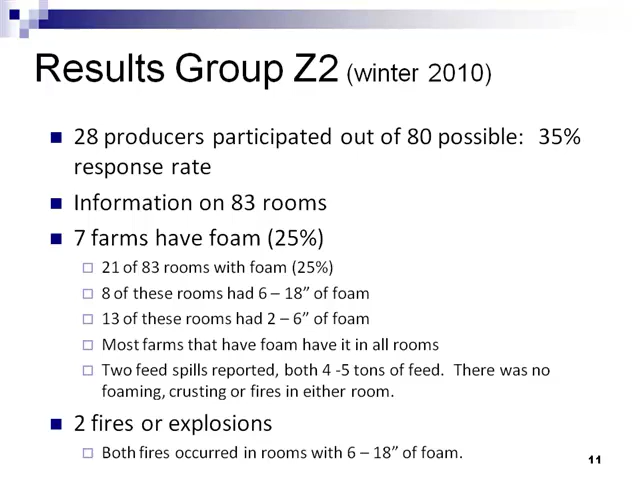 Results Group Z2 (winter 2010)
28 producers participated out of 80 possible: 35%
response rate
Information on 83 rooms
7 farms have foam (25%)
21 of 83 rooms with foam (25%)
8 of these rooms had 6 – 18” of foam
13 of these rooms had 2 – 6” of foam
Most farms that have foam have it in all rooms
Two feed spills reported, both 4 -5 tons of feed. There was no
foaming, crusting or fires in either room.
2 fires or explosions
Both fires occurred in rooms with 6 – 18” of foam.
11